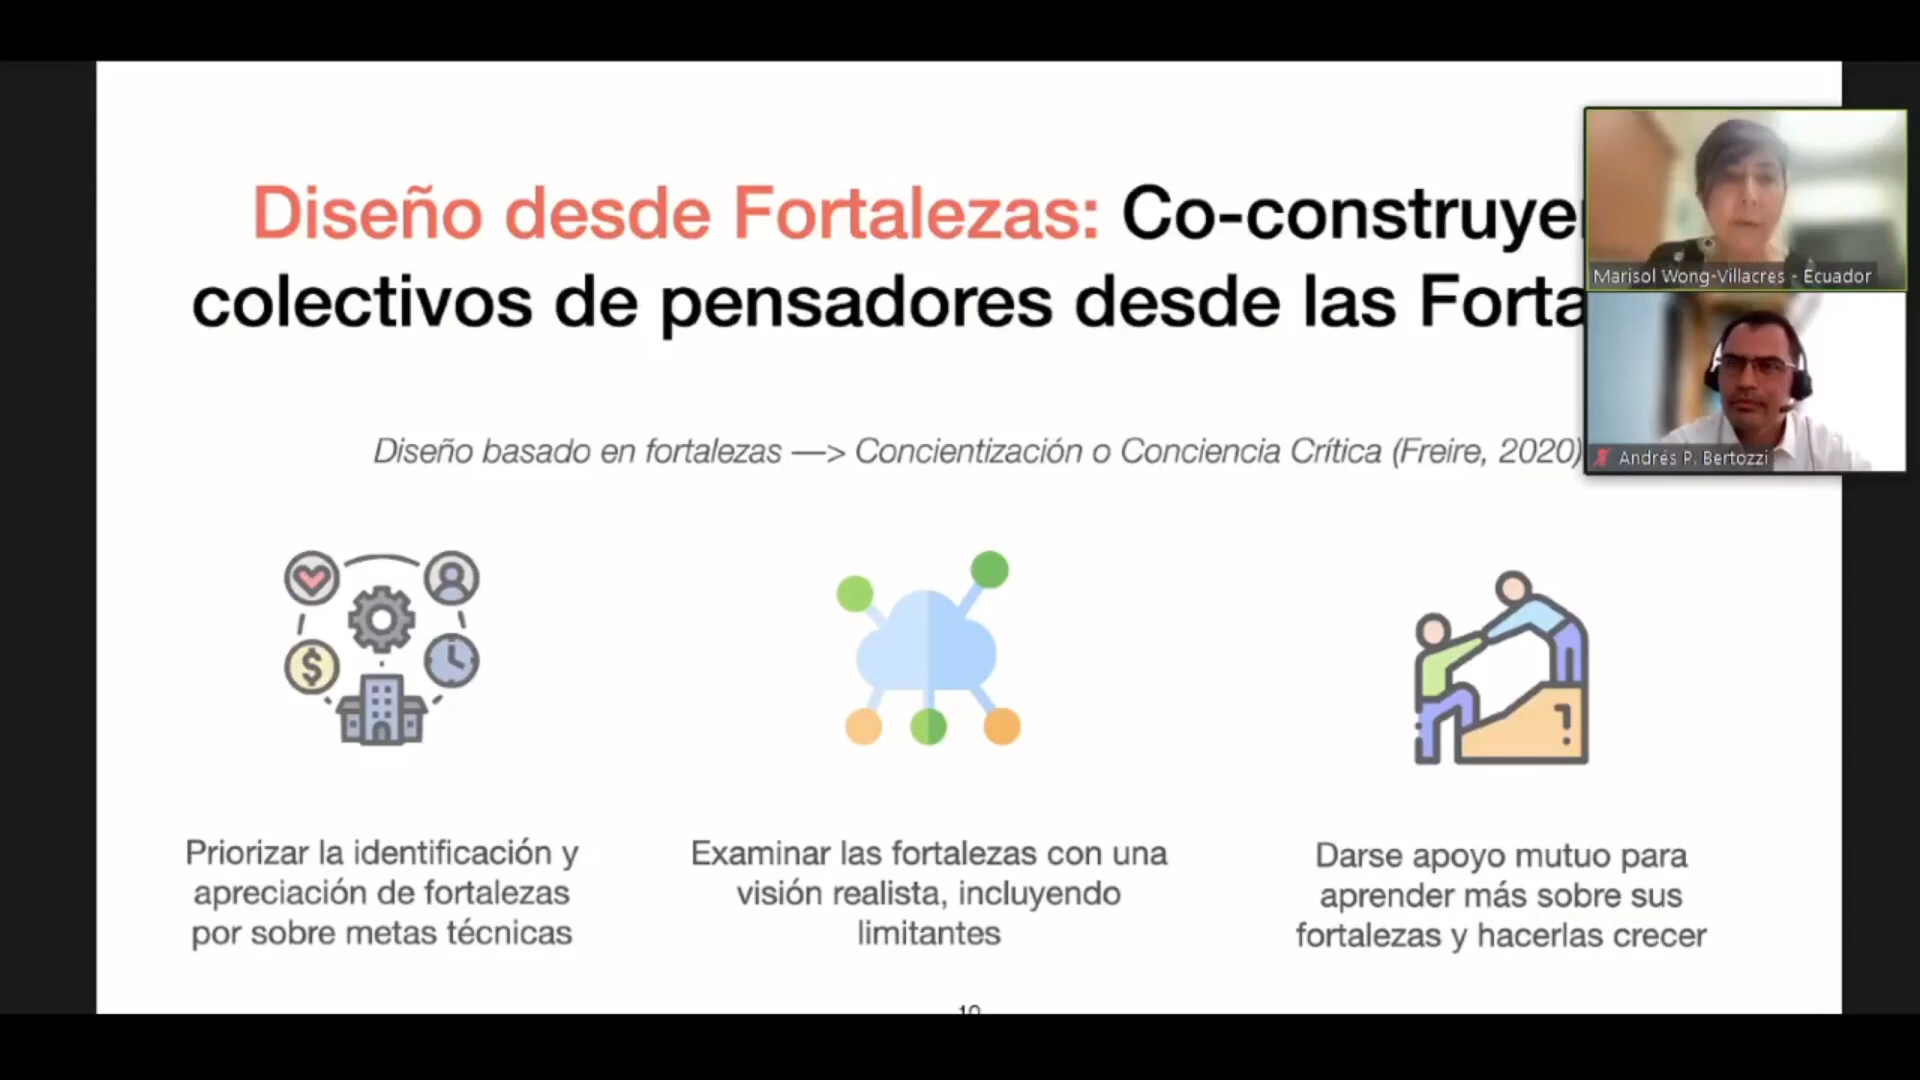 Diseño desde Fortalezas: Co-construye
colectivos de pensadores desde las Forta
Diseño basado en fortalezas —> Concientización o Conciencia Crítica (Freire, 2020)
Marisol Wong-Villacres - Ecuador
Andrés P. Bertozzi
$
Priorizar la identificación y
apreciación de fortalezas
por sobre metas técnicas
Examinar las fortalezas con una
visión realista, incluyendo
limitantes
Darse apoyo mutuo para
aprender más sobre sus
fortalezas y hacerlas crecer
10